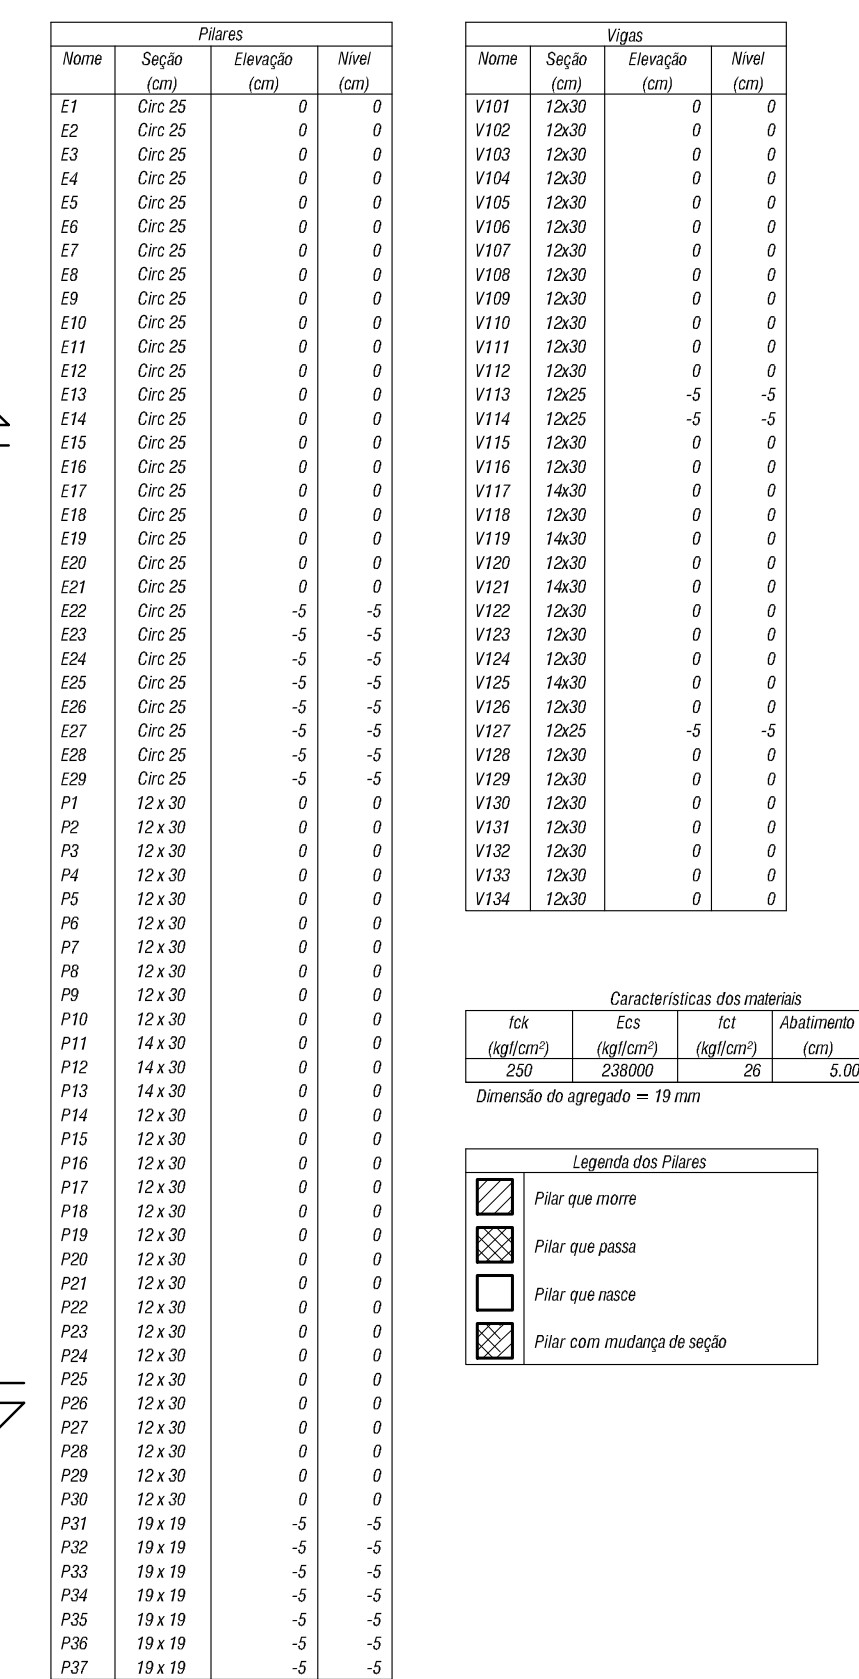 Pilares
Nome Seção Elevação Nível
(cm) (cm) (cm)
E1 Circ 25 0 0
E2 Circ 25 0 0
E3 Circ 25 0 0
E4 Circ 25 0 0
E5 Circ 25 0 0
E6 Circ 25 0 0
E7 Circ 25 0 0
E8 Circ 25 0 0
E9 Circ 25 0 0
E10 Circ 25 0 0
E11 Circ 25 0 0
E12 Circ 25 0 0
E13 Circ 25 0 0
E14 Circ 25 0 0
E15 Circ 25 0 0
E16 Circ 25 0 0
E17 Circ 25 0 0
E18 Circ 25 0 0
E19 Circ 25 0 0
E20 Circ 25 0 0
E21 Circ 25 0 0
E22 Circ 25 -5 -5
E23 Circ 25 -5 -5
E24 Circ 25 -5 -5
E25 Circ 25 -5 -5
E26 Circ 25 -5 -5
E27 Circ 25 -5 -5
E28 Circ 25 -5 -5
E29 Circ 25 -5 -5
P1 12 x 30 0 0
P2 12 x 30 0 0
P3 12 x 30 0 0
P4 12 x 30 0 0
P5 12 x 30 0 0
P6 12 x 30 0 0
P7 12 x 30 0 0
P8 12 x 30 0 0
P9 12 x 30 0 0
P10 12 x 30 0 0
P11 14 x 30 0 0
P12 14 x 30 0 0
P13 14 x 30 0 0
P14 12 x 30 0 0
P15 12 x 30 0 0
P16 12 x 30 0 0
P17 12 x 30 0 0
P18 12 x 30 0 0
P19 12 x 30 0 0
P20 12 x 30 0 0
P21 12 x 30 0 0
P22 12 x 30 0 0
P23 12 x 30 0 0
P24 12 x 30 0 0
P25 12 x 30 0 0
P26 12 x 30 0 0
P27 12 x 30 0 0
P28 12 x 30 0 0
P29 12 x 30 0 0
P30 12 x 30 0 0
P31 19 x 19 -5 -5
P32 19 x 19 -5 -5
P33 19 x 19 -5 -5
P34 19 x 19 -5 -5
P35 19 x 19 -5 -5
P36 19 x 19 -5 -5
P37 19 x 19 -5 -5
Vigas
Nome Seção Elevação Nível
(cm) (cm) (cm)
V101 12x30 0 0
V102 12x30 0 0
V103 12x30 0 0
V104 12x30 0 0
V105 12x30 0 0
V106 12x30 0 0
V107 12x30 0 0
V108 12x30 0 0
V109 12x30 0 0
V110 12x30 0 0
V111 12x30 0 0
V112 12x30 0 0
V113 12x25 -5 -5
V114 12x25 -5 -5
V115 12x30 0 0
V116 12x30 0 0
V117 14x30 0 0
V118 12x30 0 0
V119 14x30 0 0
V120 12x30 0 0
V121 14x30 0 0
V122 12x30 0 0
V123 12x30 0 0
V124 12x30 0 0
V125 14x30 0 0
V126 12x30 0 0
V127 12x25 -5 -5
V128 12x30 0 0
V129 12x30 0 0
V130 12x30 0 0
V131 12x30 0 0
V132 12x30 0 0
V133 12x30 0 0
V134 12x30 0 0
Características dos materiais
fck Ecs fct Abatimento
(kgf/cm²) (kgf/cm²) (kgf/cm²) (cm)
250 238000 26 5.00
Dimensão do agregado = 19 mm
Legenda dos Pilares
Pilar que morre
Pilar que passa
Pilar que nasce
Pilar com mudança de seção